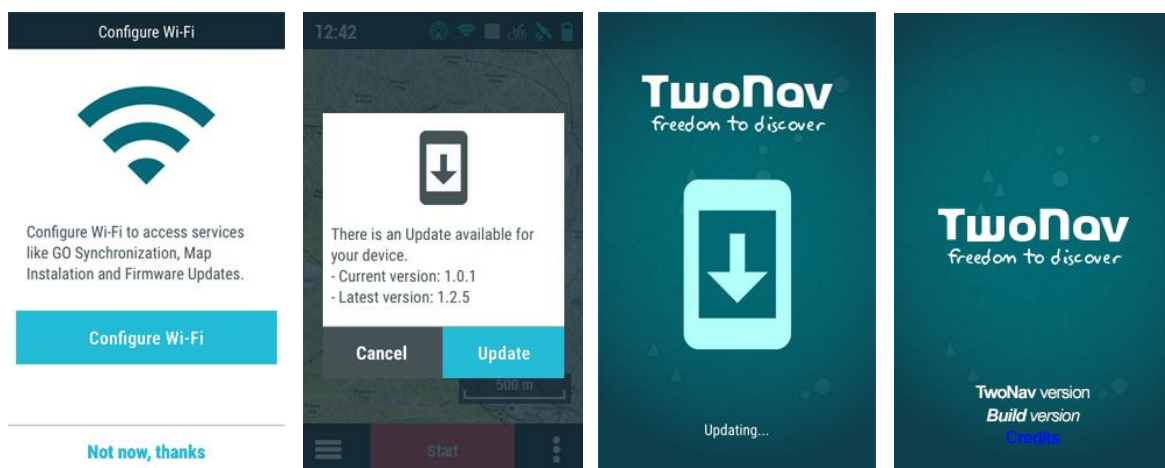 Configure Wi-Fi
Configure Wi-Fi to access services
like GO Synchronization, Map
Instalation and Firmware Updates.
Configure Wi-Fi
Not now, thanks
12:42
There is an Update available for
your device.
- Current version: 1.0.1
- Latest version: 1.2.5
Cancel
Update
500 m
Start
TwoNav
freedom to discover
Updating...
TwoNav
freedom to discover
TwoNav version
Build version
Credits